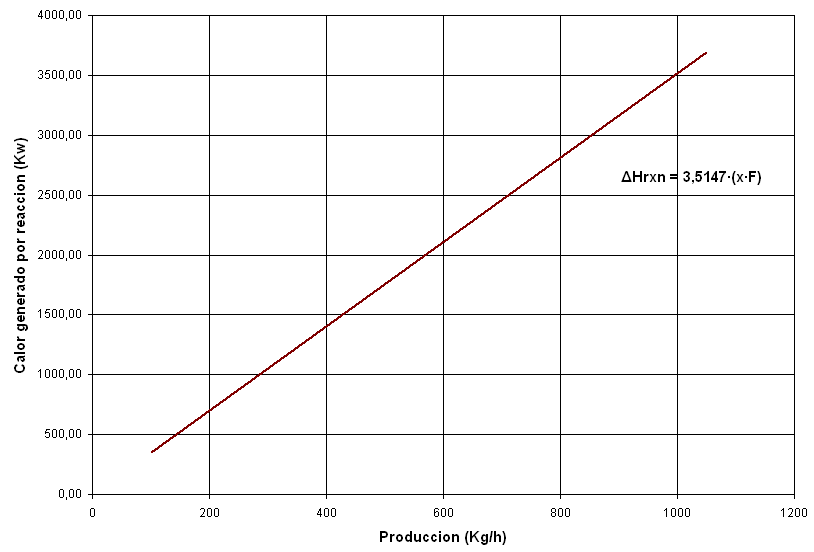 4000,00
3500,00
3000,00
2500,00
2000,00
1500,00
1000,00
500,00
0,00
Calor generado por reaccion (Kw)
ΔHrxn = 3,5147·(x·F)
0 200 400 600 800 1000 1200
Produccion (Kg/h)